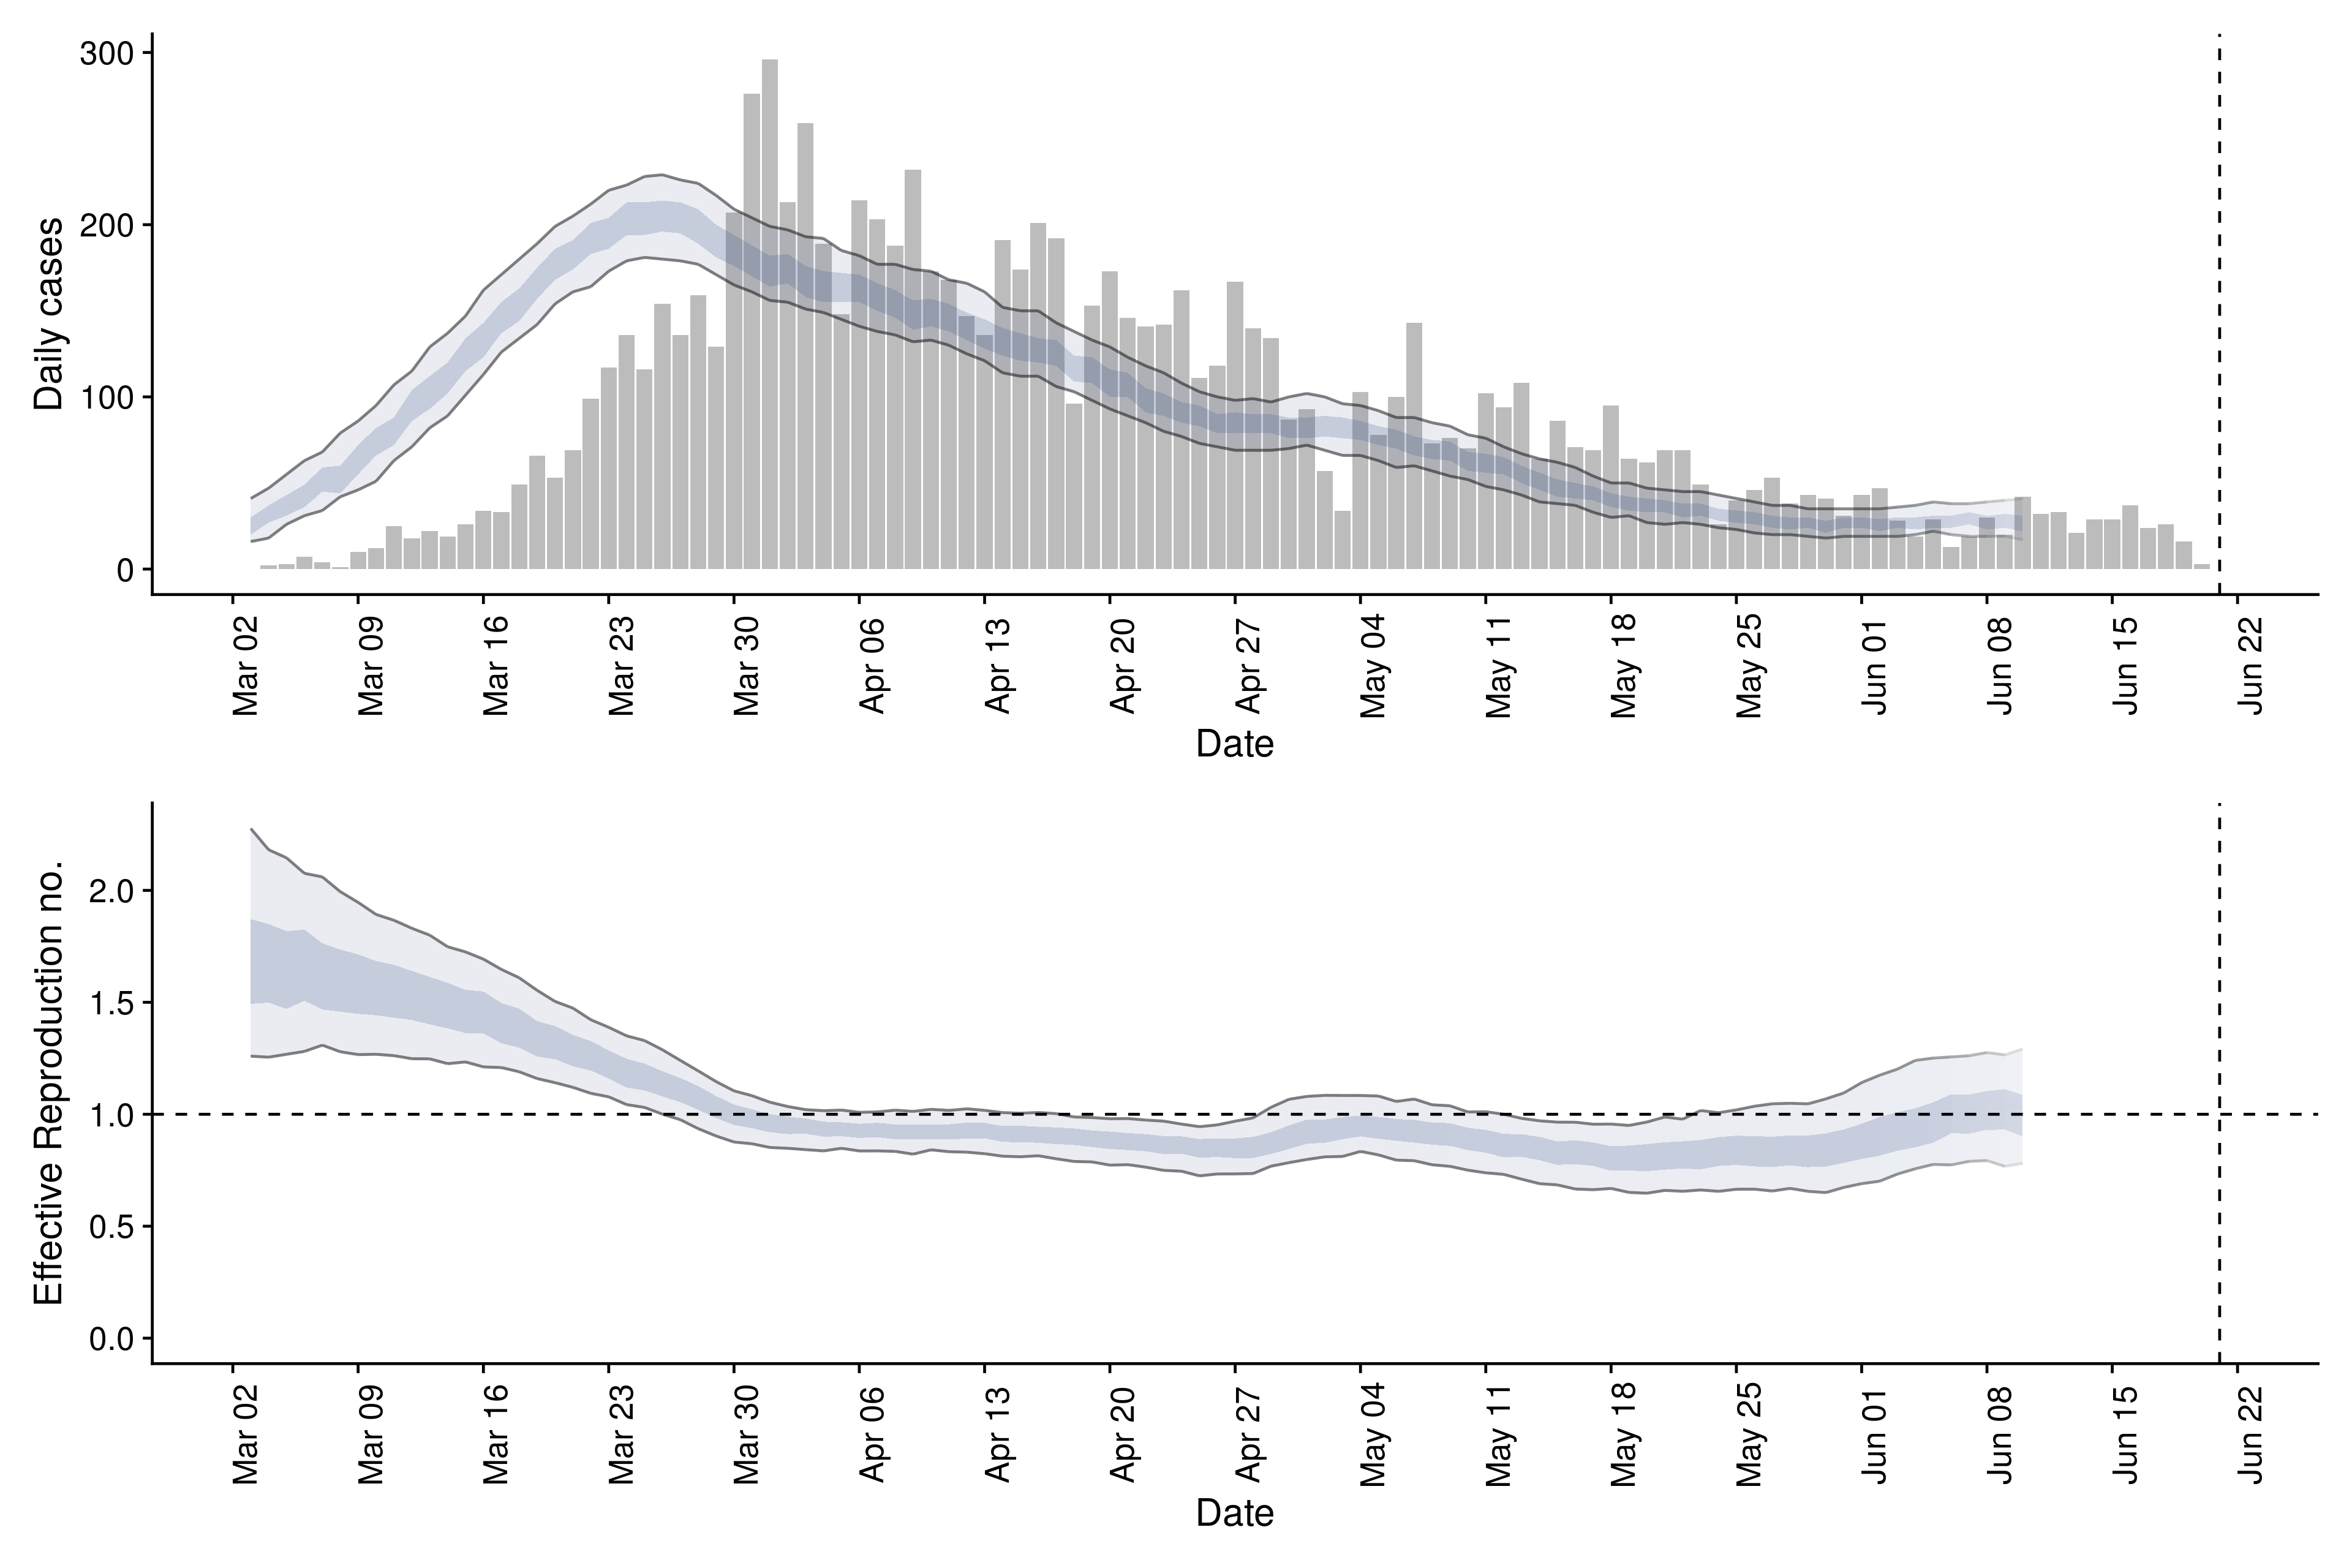 Daily cases
300
200
100
0
Mar 02
Mar 09
Mar 16
Mar 23
Mar 30
Apr 06
Apr 13
Apr 20
Apr 27
May 04
May 11
May 18
May 25
Jun 01
Jun 08
Jun 15
Jun 22
Date
Effective Reproduction no.
2.0
1.5
1.0
0.5
0.0
Mar 02
Mar 09
Mar 16
Mar 23
Mar 30
Apr 06
Apr 13
Apr 20
Apr 27
May 04
May 11
May 18
May 25
Jun 01
Jun 08
Jun 15
Jun 22
Date